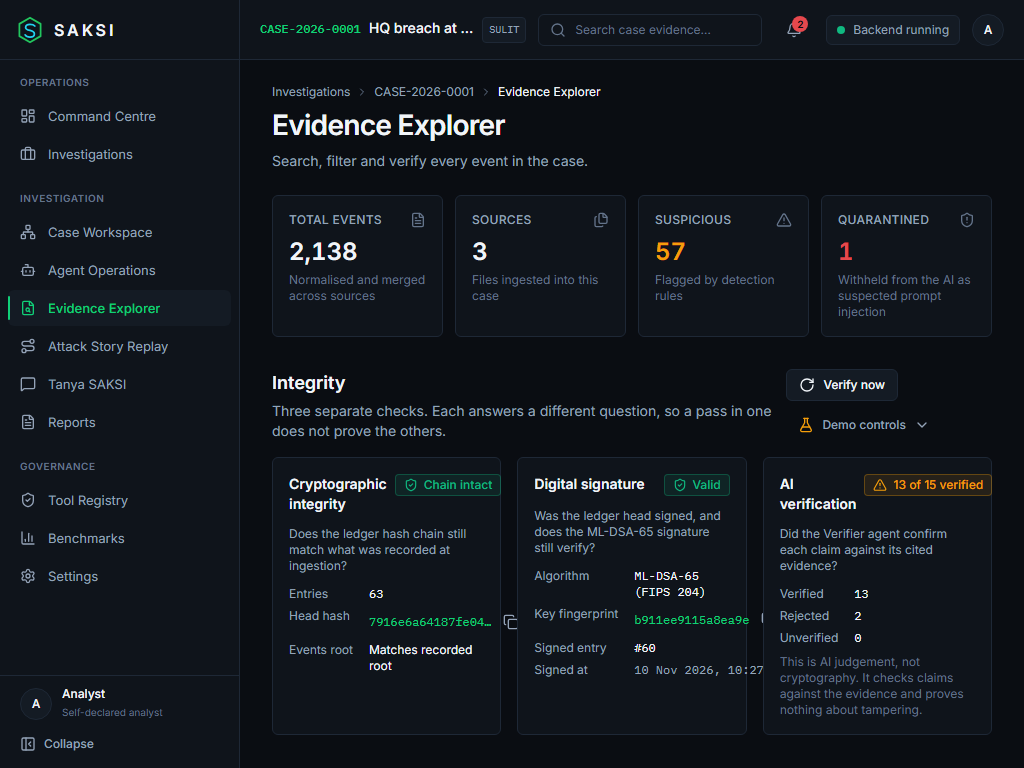 SAKSI
CASE-2026-0001 HQ breach at ... SULIT
Search case evidence...
2
Backend running
A
OPERATIONS
Command Centre
Investigations
INVESTIGATION
Case Workspace
Agent Operations
Evidence Explorer
Attack Story Replay
Tanya SAKSI
Reports
GOVERNANCE
Tool Registry
Benchmarks
Settings
A
Analyst
Self-declared analyst
Collapse
Investigations > CASE-2026-0001 > Evidence Explorer
Evidence Explorer
Search, filter and verify every event in the case.
TOTAL EVENTS
2,138
Normalised and merged
across sources
SOURCES
3
Files ingested into this
case
SUSPICIOUS
57
Flagged by detection
rules
QUARANTINED
1
Withheld from the AI as
suspected prompt
injection
Integrity
Three separate checks. Each answers a different question, so a pass in one
does not prove the others.
Verify now
Demo controls
Cryptographic
integrity
Chain intact
Does the ledger hash chain still
match what was recorded at
ingestion?
Entries 63
Head hash 7916e6a64187fe04…
Events root Matches recorded
root
Digital signature
Valid
Was the ledger head signed, and
does the ML-DSA-65 signature
still verify?
Algorithm ML-DSA-65
(FIPS 204)
Key fingerprint b911ee9115a8ea9e
Signed entry #60
Signed at 10 Nov 2026, 10:27
AI
verification
13 of 15 verified
Did the Verifier agent confirm
each claim against its cited
evidence?
Verified 13
Rejected 2
Unverified 0
This is AI judgement, not
cryptography. It checks claims
against the evidence and proves
nothing about tampering.